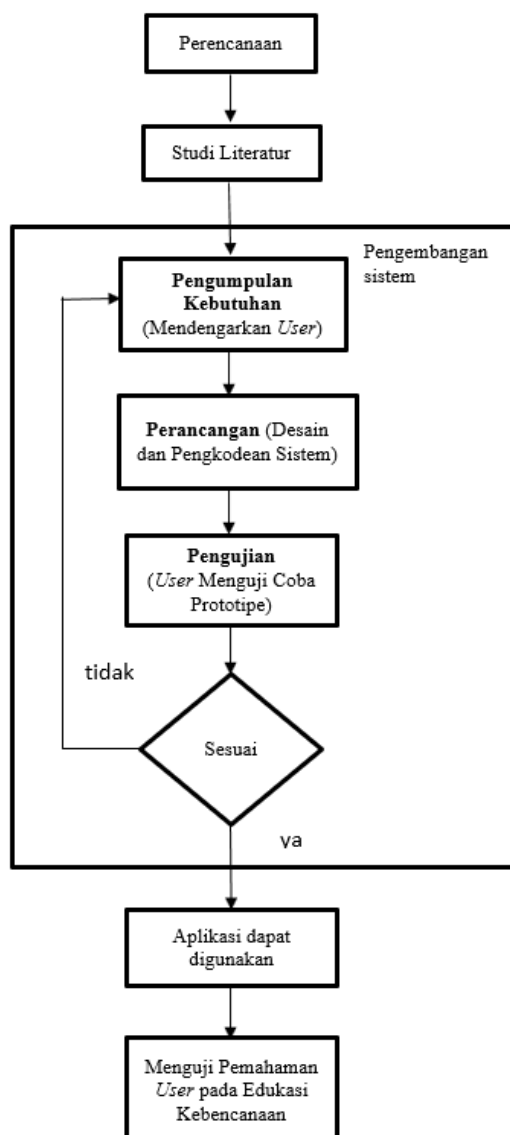 Perencanaan
Studi Literatur
Pengembangan
sistem
Pengumpulan
Kebutuhan
(Mendengarkan User)
Perancangan (Desain
dan Pengkodean Sistem)
Pengujian
(User Menguji Coba
Prototipe)
tidak
Sesuai
ya
Aplikasi dapat
digunakan
Menguji Pemahaman
User pada Edukasi
Kebencanaan